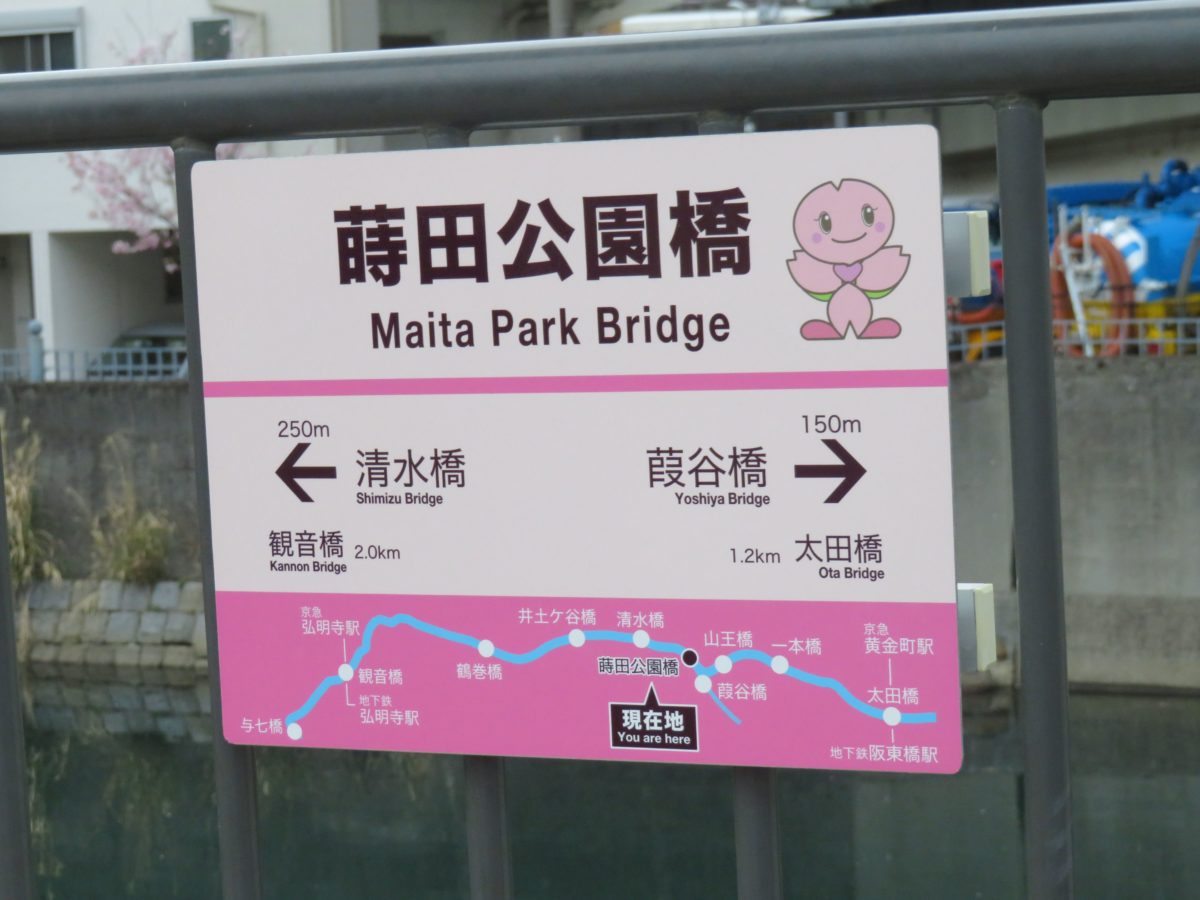 蒔田公園橋
Maita Park Bridge
250m
清水橋
Shimizu Bridge
150m
葭谷橋
Yoshiya Bridge
観音橋 2.0km
Kannon Bridge
1.2km 太田橋
Ota Bridge
京急
弘明寺駅
観音橋
地下鉄
弘明寺駅
与七橋
鶴巻橋
井土ケ谷橋
清水橋
蒔田公園橋
現在地
You are here
山王橋
葭谷橋
一本橋
京急
黄金町駅
太田橋
地下鉄阪東橋駅